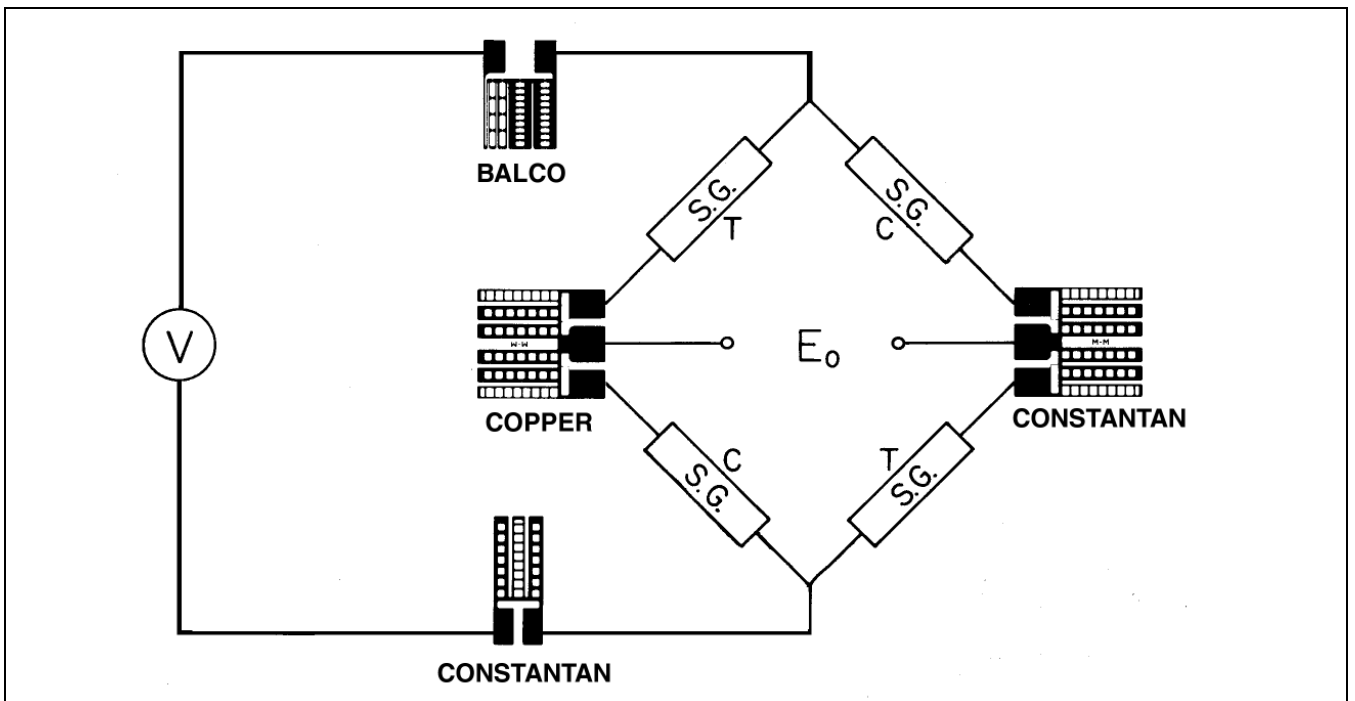 BALCO
S.G.
T
S.G.
C
V
W-W
COPPER
E₀
M-M
CONSTANTAN
C
S.G.
T
S.G.
CONSTANTAN